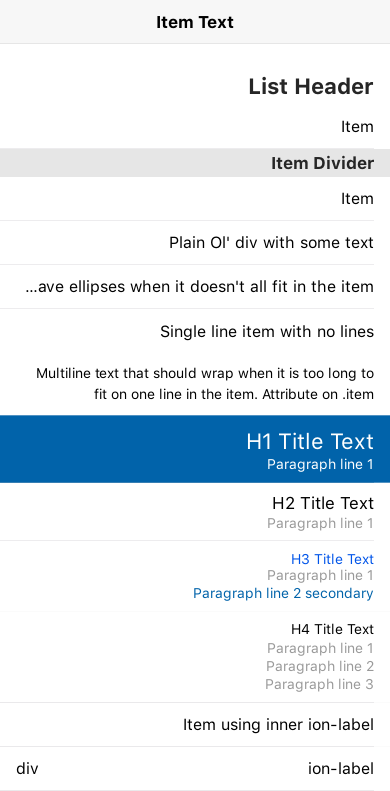 Item Text
List Header
Item
Item Divider
Item
Plain Ol' div with some text
...ave ellipses when it doesn't all fit in the item
Single line item with no lines
Multiline text that should wrap when it is too long to
fit on one line in the item. Attribute on .item
H1 Title Text
Paragraph line 1
H2 Title Text
Paragraph line 1
H3 Title Text
Paragraph line 1
Paragraph line 2 secondary
H4 Title Text
Paragraph line 1
Paragraph line 2
Paragraph line 3
Item using inner ion-label
div ion-label